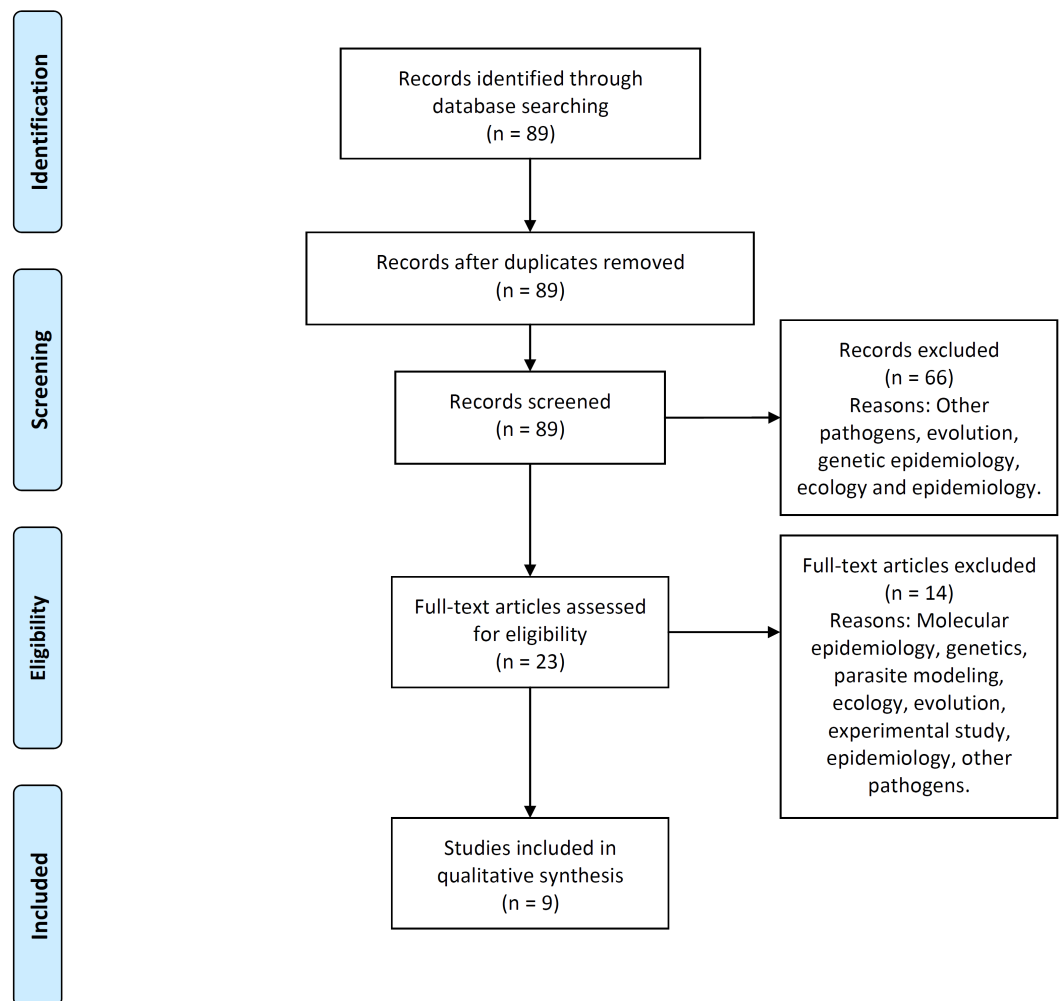 Identification
Records identified through
database searching
(n = 89)
Records after duplicates removed
(n = 89)
Screening
Records screened
(n = 89)
Records excluded
(n = 66)
Reasons: Other
pathogens, evolution,
genetic epidemiology,
ecology and epidemiology.
Eligibility
Full-text articles assessed
for eligibility
(n = 23)
Full-text articles excluded
(n = 14)
Reasons: Molecular
epidemiology, genetics,
parasite modeling,
ecology, evolution,
experimental study,
epidemiology, other
pathogens.
Included
Studies included in
qualitative synthesis
(n = 9)